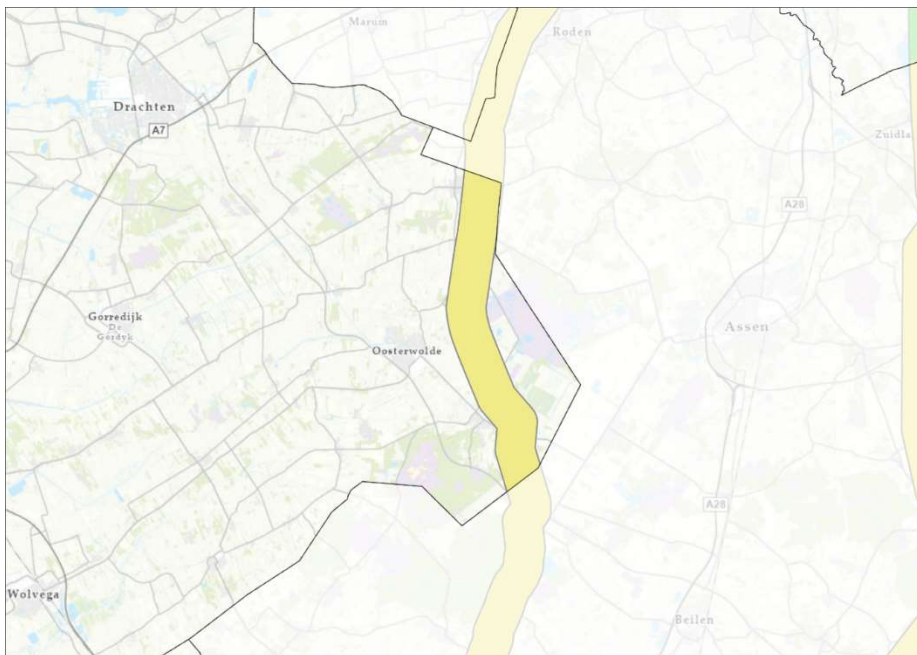 Marum
Roden
Drachten
A7
Zuidla
A28
Gorredijk
De
Gordyk
Assen
Oosterwolde
A28
Wolvega
Beilen